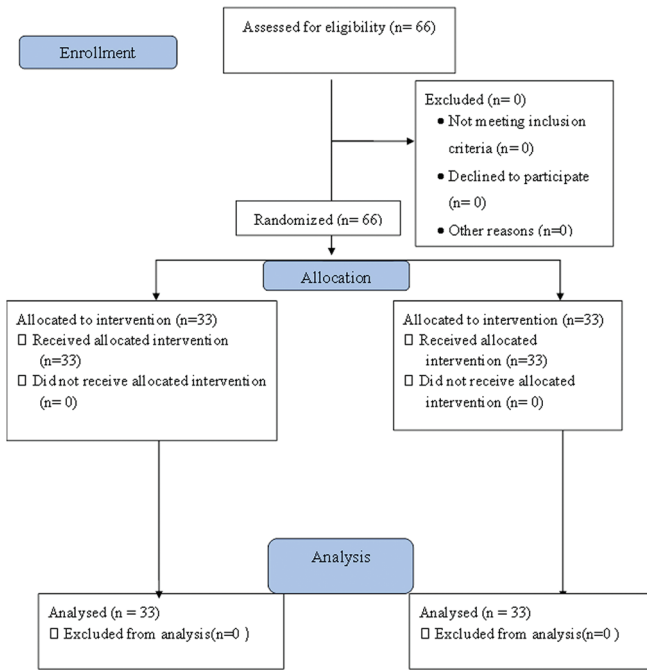 Assessed for eligibility (n= 66)
Enrollment
Excluded (n= 0)
● Not meeting inclusion
criteria (n= 0)
● Declined to participate
(n= 0)
● Other reasons (n=0)
Randomized (n= 66)
Allocation
Allocated to intervention (n=33)
▯ Received allocated intervention
(n=33)
▯ Did not receive allocated intervention
(n= 0)
Allocated to intervention (n=33)
▯ Received allocated
intervention (n=33)
▯ Did not receive allocated
intervention (n= 0)
Analysis
Analysed (n = 33)
▯ Excluded from analysis(n=0 )
Analysed (n = 33)
▯ Excluded from analysis(n=0 )